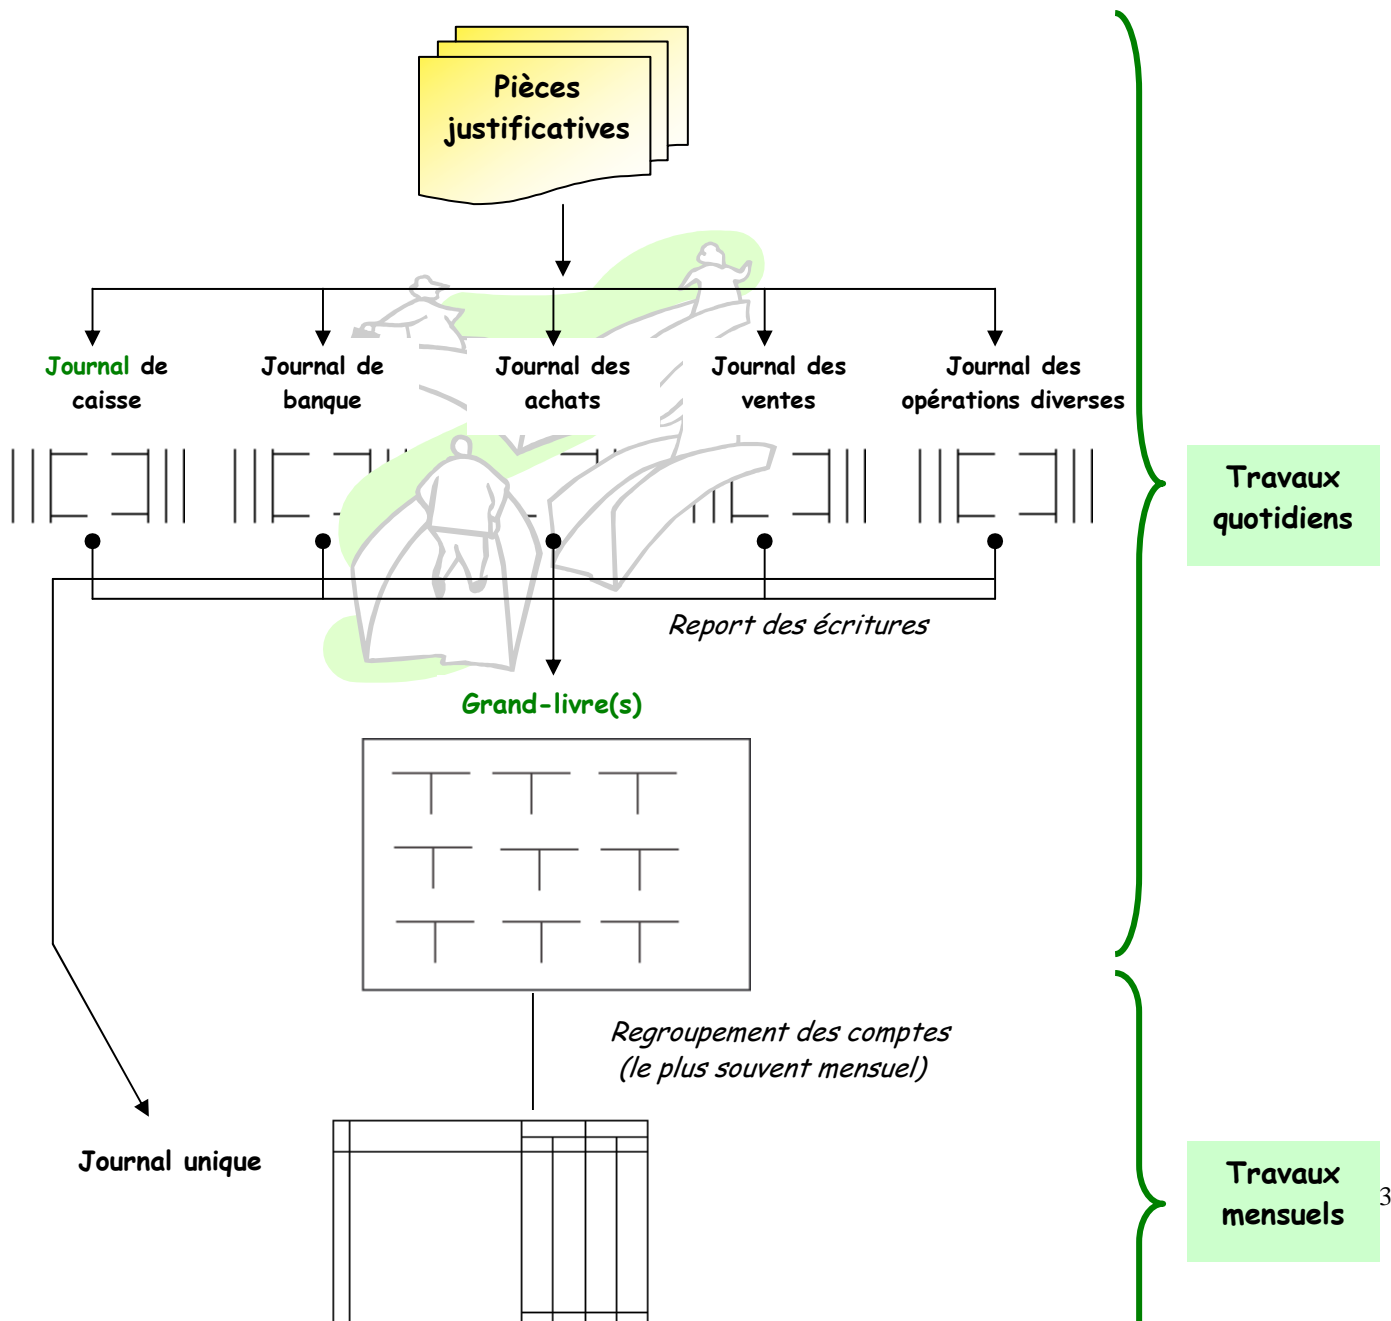 Pièces
justificatives
Journal de
caisse
Journal de
banque
Journal des
achats
Journal des
ventes
Journal des
opérations diverses
Travaux
quotidiens
Report des écritures
Grand-livre(s)
Regroupement des comptes
(le plus souvent mensuel)
Journal unique
Travaux
mensuels
3